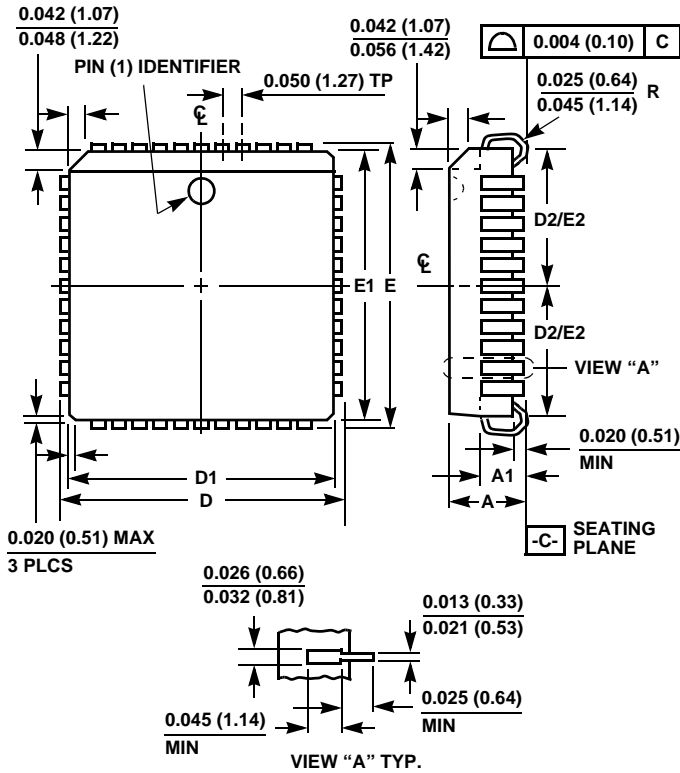 0.042 (1.07)
0.048 (1.22)
PIN (1) IDENTIFIER
0.050 (1.27) TP
C
L
0.042 (1.07)
0.056 (1.42)
0.004 (0.10) C
0.025 (0.64)
0.045 (1.14)
R
D2/E2
C
L
E1
E
D2/E2
VIEW “A”
0.020 (0.51)
MIN
A1
A
D1
D
0.020 (0.51) MAX
3 PLCS
-C-
SEATING
PLANE
0.026 (0.66)
0.032 (0.81)
0.013 (0.33)
0.021 (0.53)
0.045 (1.14)
MIN
0.025 (0.64)
MIN
VIEW “A” TYP.